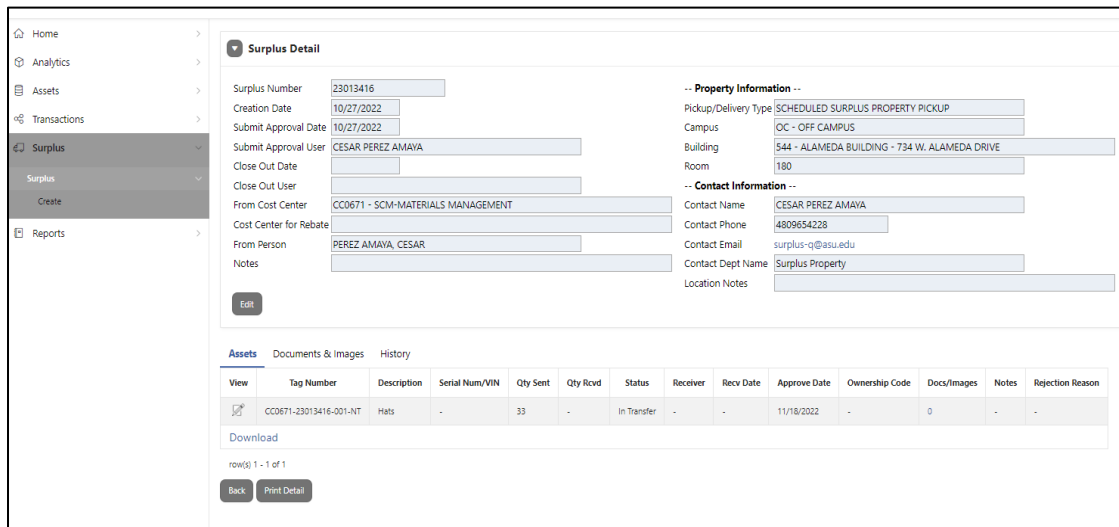 Home
Analytics
Assets
Transactions
Surplus
Surplus
Create
Reports
Surplus Detail
Surplus Number 23013416
Creation Date 10/27/2022
Submit Approval Date 10/27/2022
Submit Approval User CESAR PEREZ AMAYA
Close Out Date
Close Out User
From Cost Center CC0671 - SCM-MATERIALS MANAGEMENT
Cost Center for Rebate
From Person PEREZ AMAYA, CESAR
Notes
Edit
-- Property Information --
Pickup/Delivery Type SCHEDULED SURPLUS PROPERTY PICKUP
Campus OC - OFF CAMPUS
Building 544 - ALAMEDA BUILDING - 734 W. ALAMEDA DRIVE
Room 180
-- Contact Information --
Contact Name CESAR PEREZ AMAYA
Contact Phone 4809654228
Contact Email surplus-q@asu.edu
Contact Dept Name Surplus Property
Location Notes
Assets Documents & Images History
View Tag Number Description Serial Num/VIN Qty Sent Qty Rcvd Status Receiver Recv Date Approve Date Ownership Code Docs/Images Notes Rejection Reason
CC0671-23013416-001-NT Hats - 33 - In Transfer - - 11/18/2022 - 0 - -
Download
row(s) 1 - 1 of 1
Back Print Detail